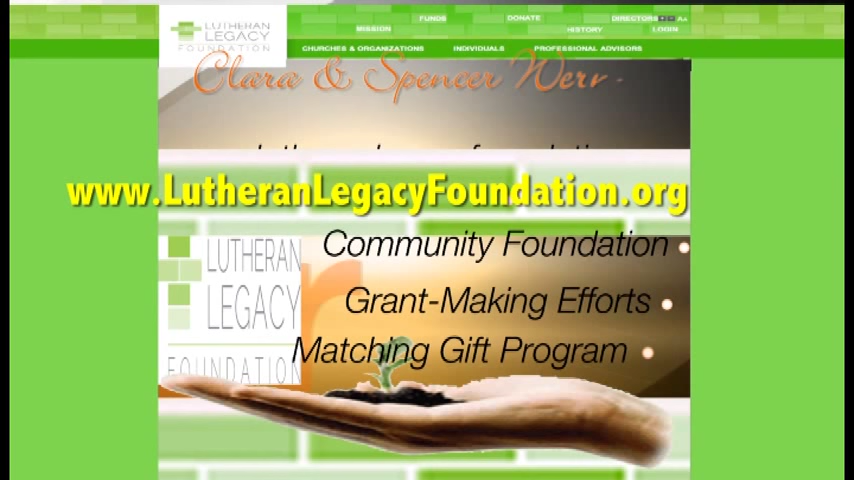 LUTHERAN
LEGACY
FOUNDATION
FUNDS
DONATE
DIRECTORS
MISSION
HISTORY
LOGIN
CHURCHES & ORGANIZATIONS
INDIVIDUALS
PROFESSIONAL ADVISORS
Clara & Spencer
www.LutheranLegacyFoundation.org
Community Foundation
Grant-Making Efforts
Matching Gift Program
LUTHERAN
LEGACY
FOUNDATION